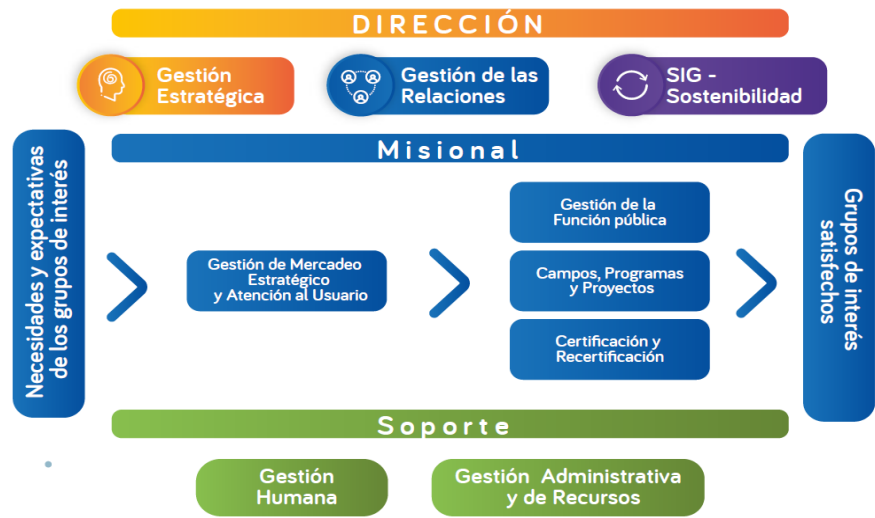 DIRECCIÓN
Gestión
Estratégica
Gestión de las
Relaciones
SIG -
Sostenibilidad
Necesidades y expectativas
de los grupos de interés
Misional
Gestión de Mercadeo
Estratégico
y Atención al Usuario
Gestión de la
Función pública
Campos, Programas
y Proyectos
Certificación y
Recertificación
Grupos de interés
satisfechos
Soporte
Gestión
Humana
Gestión Administrativa
y de Recursos